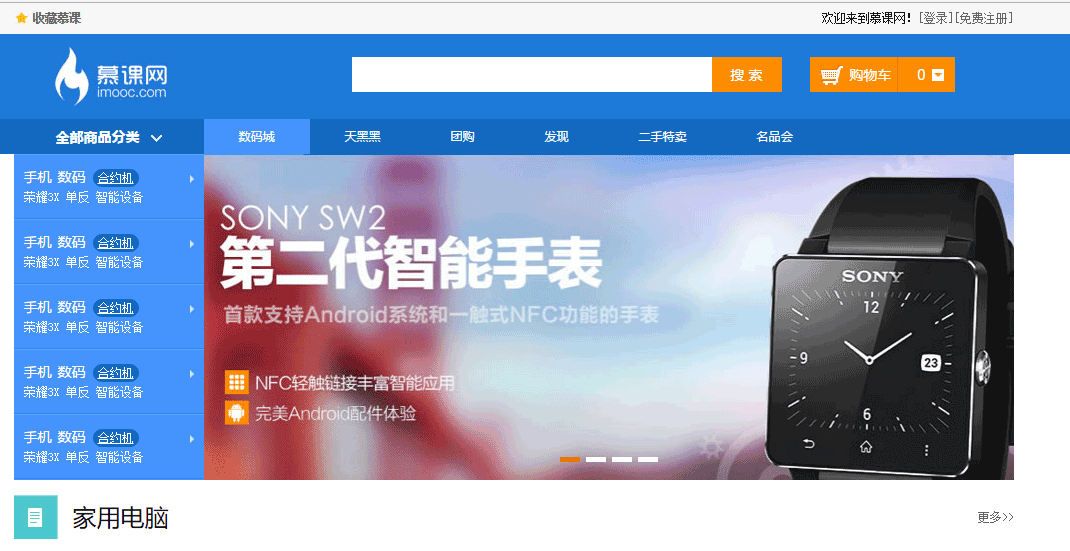 收藏慕课
欢迎来到慕课网！[登录][免费注册]
慕课网
imooc.com
搜 索
购物车 0
全部商品分类 数码城 天黑黑 团购 发现 二手特卖 名品会
手机 数码 合约机
荣耀3X 单反 智能设备
手机 数码 合约机
荣耀3X 单反 智能设备
手机 数码 合约机
荣耀3X 单反 智能设备
手机 数码 合约机
荣耀3X 单反 智能设备
手机 数码 合约机
荣耀3X 单反 智能设备
SONY SW2
第二代智能手表
首款支持Android系统和一触式NFC功能的手表
NFC轻触链接丰富智能应用
完美Android配件体验
SONY
12
9
23
6
家用电脑
更多>>